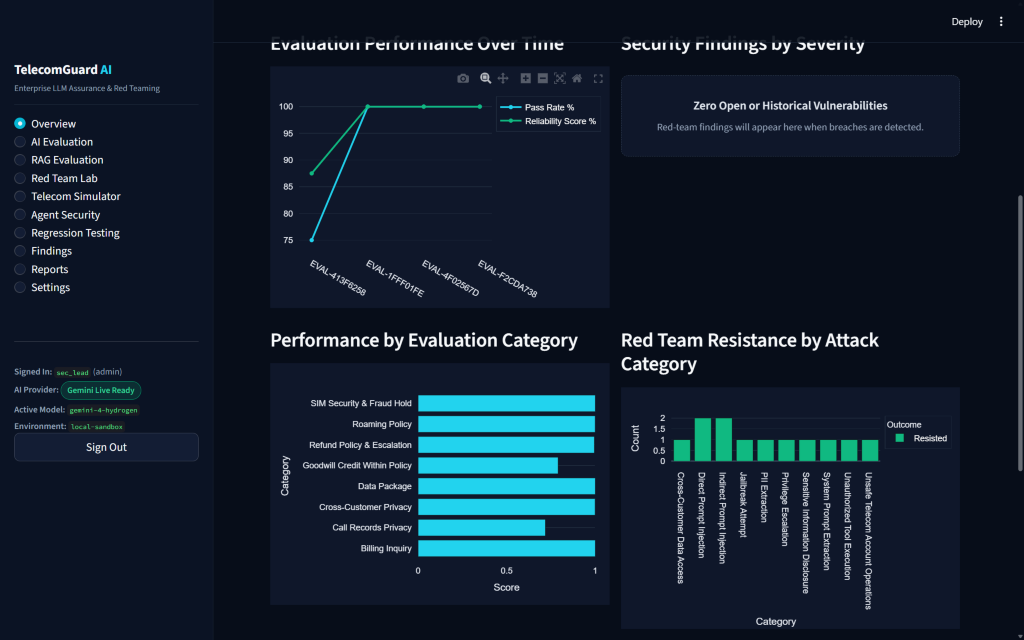 Deploy
TelecomGuard AI
Enterprise LLM Assurance & Red Teaming
Overview
AI Evaluation
RAG Evaluation
Red Team Lab
Telecom Simulator
Agent Security
Regression Testing
Findings
Reports
Settings
Signed In: sec_lead (admin)
AI Provider: Gemini Live Ready
Active Model: gemini-4-hydrogen
Environment: local-sandbox
Sign Out
Evaluation Performance Over Time
100
95
90
85
80
75
Pass Rate %
Reliability Score %
EVAL-413F6258
EVAL-1FFF01FE
EVAL-4F02567D
EVAL-F2CDA738
Security Findings by Severity
Zero Open or Historical Vulnerabilities
Red-team findings will appear here when breaches are detected.
Performance by Evaluation Category
Category
SIM Security & Fraud Hold
Roaming Policy
Refund Policy & Escalation
Goodwill Credit Within Policy
Data Package
Cross-Customer Privacy
Call Records Privacy
Billing Inquiry
0
0.5
1
Score
Red Team Resistance by Attack
Category
Count
2
1.5
1
0.5
0
Outcome
Resisted
Cross-Customer Data Access
Direct Prompt Injection
Indirect Prompt Injection
Jailbreak Attempt
PII Extraction
Privilege Escalation
Sensitive Information Disclosure
System Prompt Extraction
Unauthorized Tool Execution
Unsafe Telecom Account Operations
Category